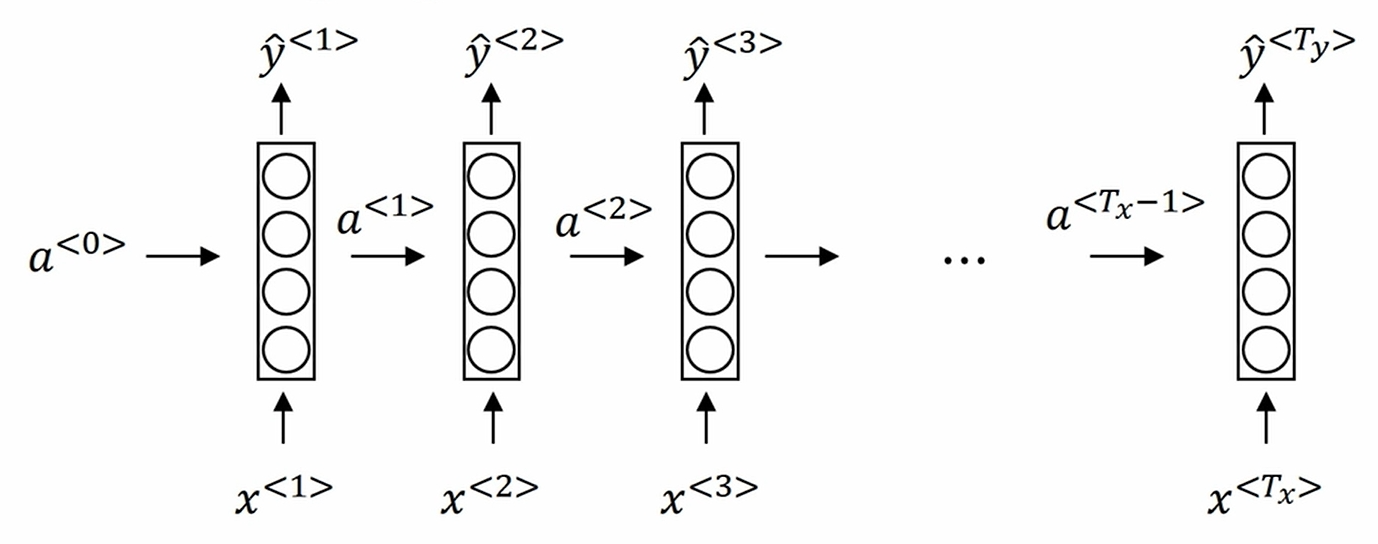 ŷ<1> ŷ<2> ŷ<3> ŷ<Ty>
a<0> a<1> a<2> ... a<Tx−1>
x<1> x<2> x<3> x<Tx>